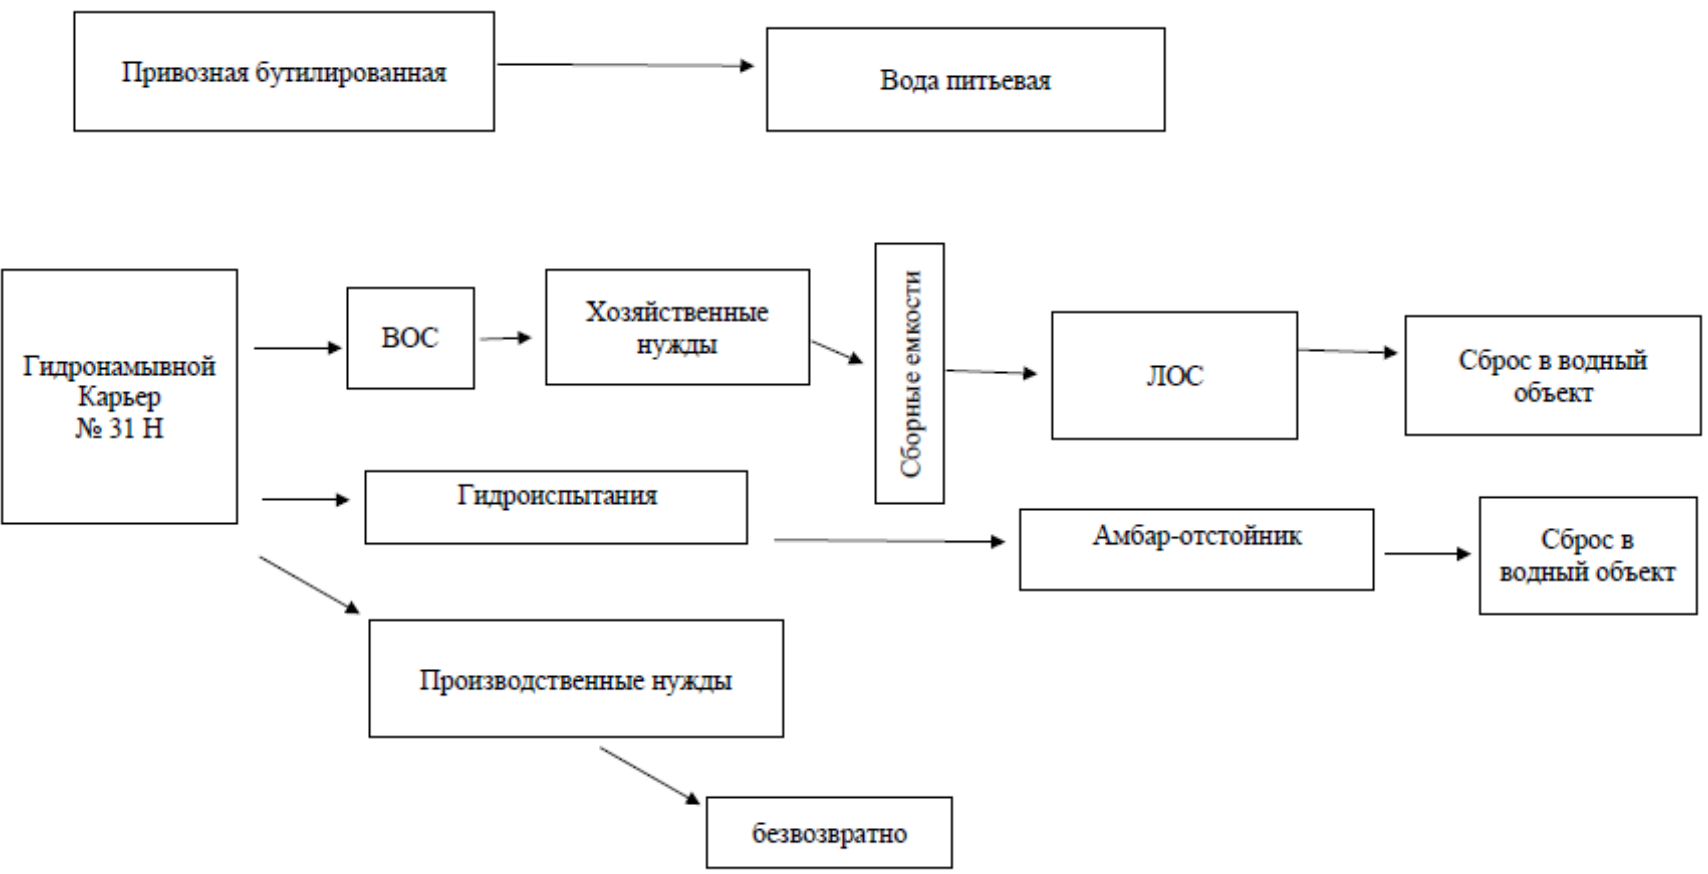 Привозная бутилированная
Вода питьевая
Гидронамывной
Карьер
№ 31 Н
ВОС
Хозяйственные
нужды
Сборные емкости
ЛОС
Сброс в водный
объект
Гидроиспытания
Амбар-отстойник
Сброс в
водный объект
Производственные нужды
безвозвратно